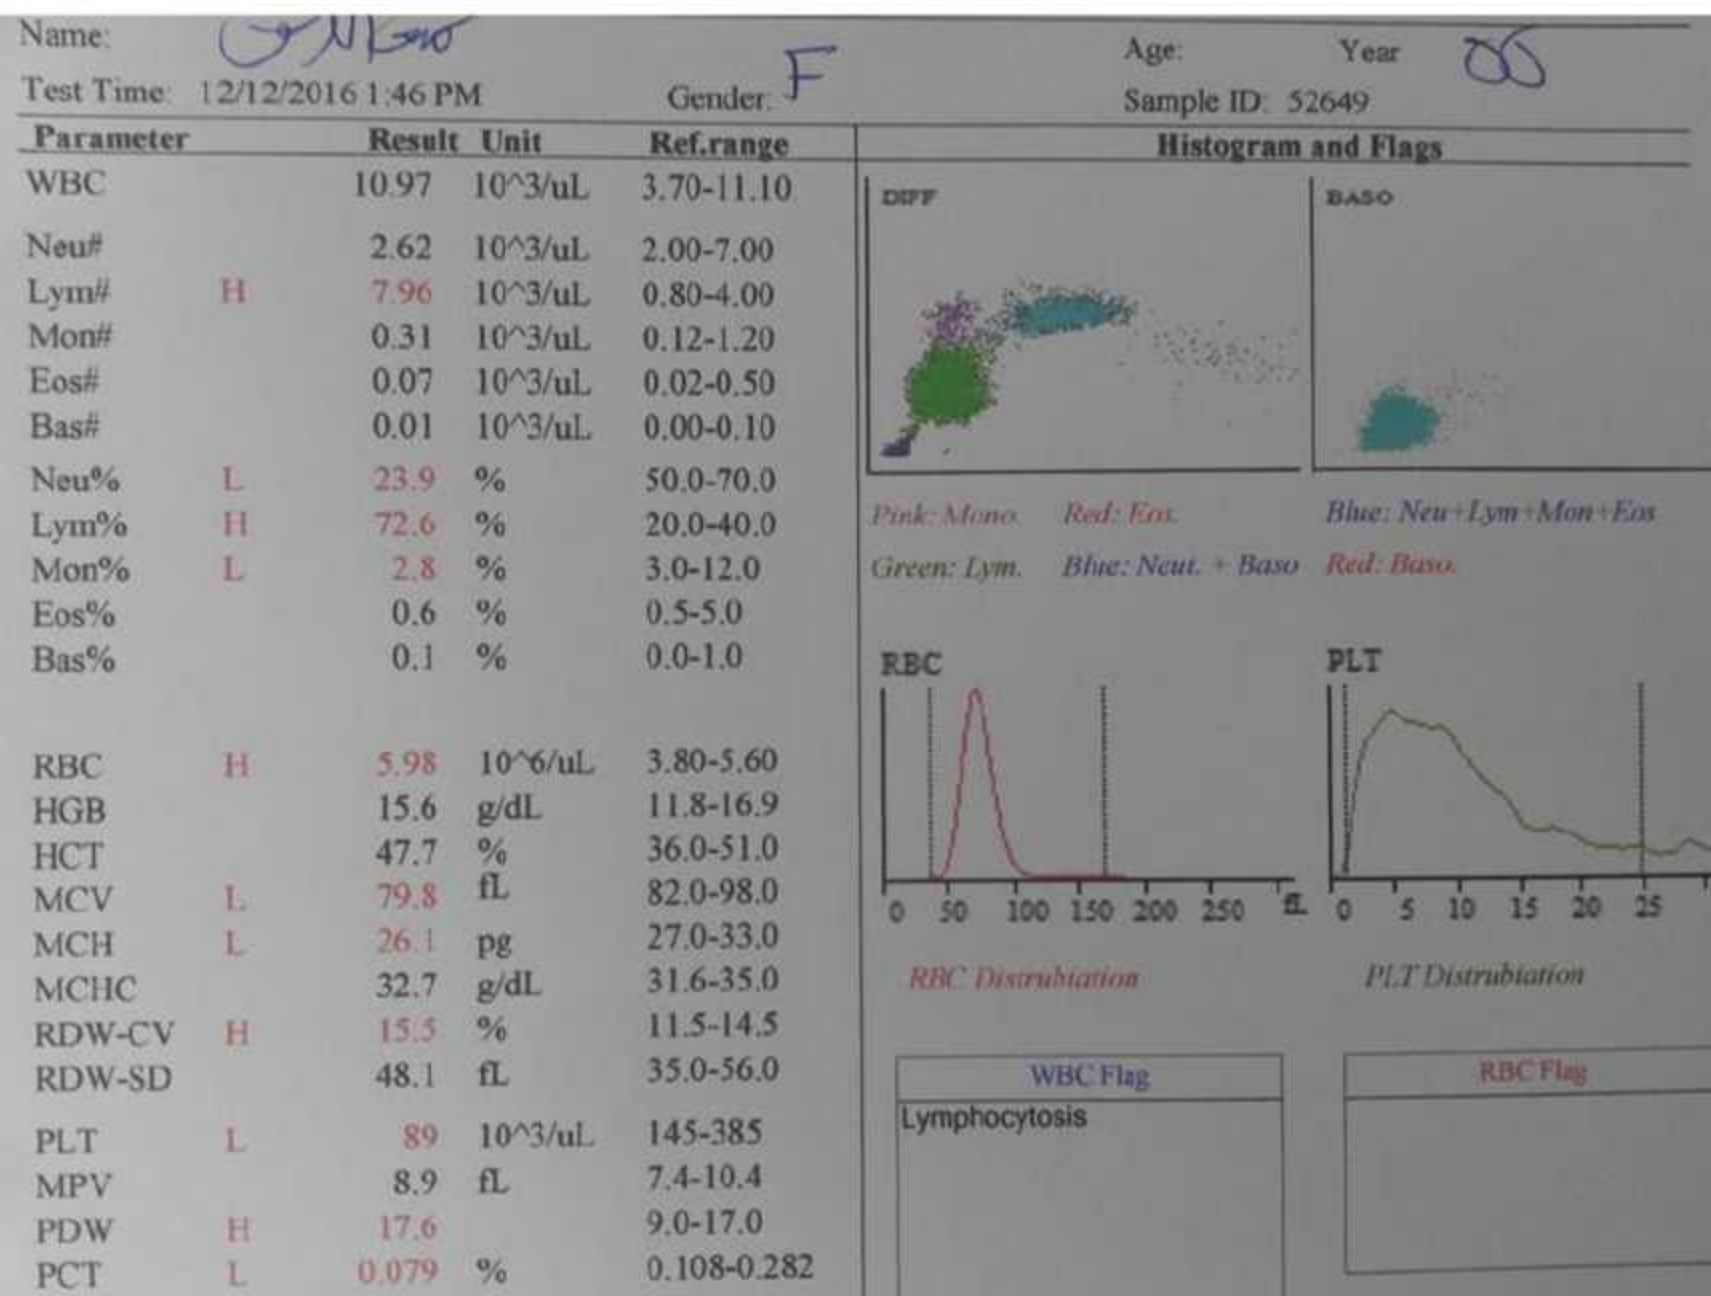 Name:
Age: Year
Test Time: 12/12/2016 1:46 PM Gender: F Sample ID: 52649
Parameter Result Unit Ref.range Histogram and Flags
WBC 10.97 10^3/uL 3.70-11.10
Neu# 2.62 10^3/uL 2.00-7.00
Lym# H 7.96 10^3/uL 0.80-4.00
Mon# 0.31 10^3/uL 0.12-1.20
Eos# 0.07 10^3/uL 0.02-0.50
Bas# 0.01 10^3/uL 0.00-0.10
Neu% L 23.9 % 50.0-70.0
Lym% H 72.6 % 20.0-40.0
Mon% L 2.8 % 3.0-12.0
Eos% 0.6 % 0.5-5.0
Bas% 0.1 % 0.0-1.0
RBC H 5.98 10^6/uL 3.80-5.60
HGB 15.6 g/dL 11.8-16.9
HCT 47.7 % 36.0-51.0
MCV L 79.8 fL 82.0-98.0
MCH L 26.1 pg 27.0-33.0
MCHC 32.7 g/dL 31.6-35.0
RDW-CV H 15.5 % 11.5-14.5
RDW-SD 48.1 fL 35.0-56.0
PLT L 89 10^3/uL 145-385
MPV 8.9 fL 7.4-10.4
PDW H 17.6 9.0-17.0
PCT L 0.079 % 0.108-0.282
DIFF BASO
Pink: Mono. Red: Eos. Blue: Neu+Lym+Mon+Eos
Green: Lym. Blue: Neut. + Baso Red: Baso.
RBC PLT
0 50 100 150 200 250 fL 0 5 10 15 20 25
RBC Distrubiation PLT Distrubiation
WBC Flag RBC Flag
Lymphocytosis